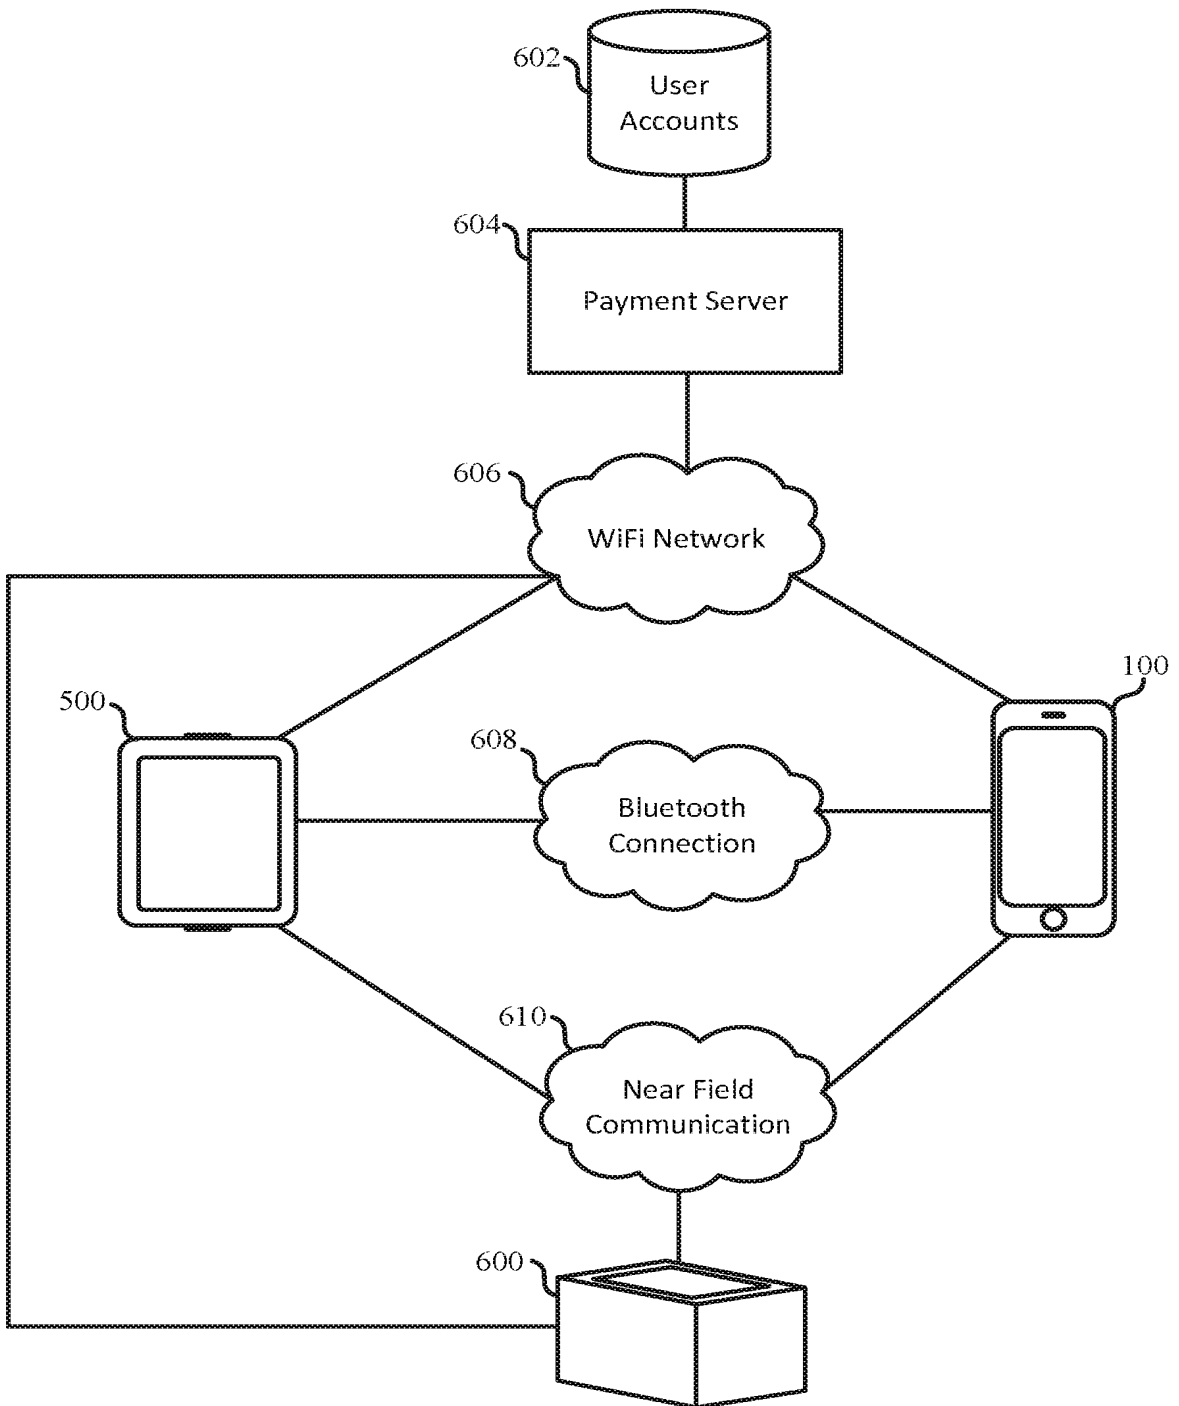 602
User
Accounts
604
Payment Server
606
WiFi Network
500
100
608
Bluetooth
Connection
610
Near Field
Communication
600